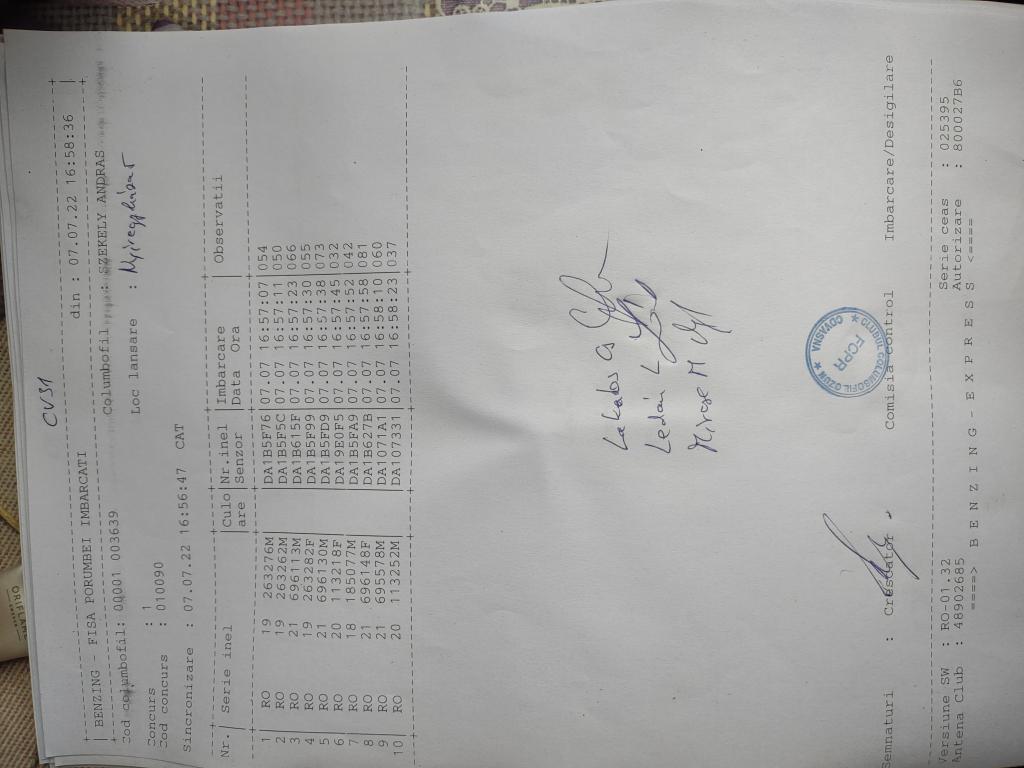 CVS1
BENZING - FISA PORUMBEI IMBARCATI din : 07.07.22 16:58:36
Cod columbofil: 00001 003639 Columbofil : SZEKELY ANDRAS
Loc lansare :
Concurs : 1
Cod concurs : 010090
Sincronizare : 07.07.22 16:56:47 CAT
Nr. | Serie inel | Culo | Nr.inel | Imbarcare | Observatii
are | Senzor | Data Ora
1 | RO 19 263276M | | DA1B5F76 | 07.07 16:57:07 | 054
2 | RO 19 263262M | | DA1B5F5C | 07.07 16:57:11 | 050
3 | RO 21 696113M | | DA1B615F | 07.07 16:57:23 | 066
4 | RO 19 263282F | | DA1B5F99 | 07.07 16:57:30 | 055
5 | RO 21 696130M | | DA1B5FD9 | 07.07 16:57:38 | 073
6 | RO 20 113218F | | DA19E0F5 | 07.07 16:57:45 | 032
7 | RO 18 185077M | | DA1B5FA9 | 07.07 16:57:52 | 042
8 | RO 21 696148F | | DA1B627B | 07.07 16:57:58 | 081
9 | RO 21 695578M | | DA1071A1 | 07.07 16:58:10 | 060
10 | RO 20 113252M | | DA107331 | 07.07 16:58:23 | 037
Lakatos Cs
Ledán L
Mircse M
CLUBUL COLUMBOFIL OZUN
COVASNA
FCPR
Semnaturi : Crescator Comisia control Imbarcare/Desigilare
Versiune SW : RO-01.32 Serie ceas : 025395
Antena Club : 48902685 Autorizare : 800027B6
====> B E N Z I N G - E X P R E S S <====
ORIFLAME